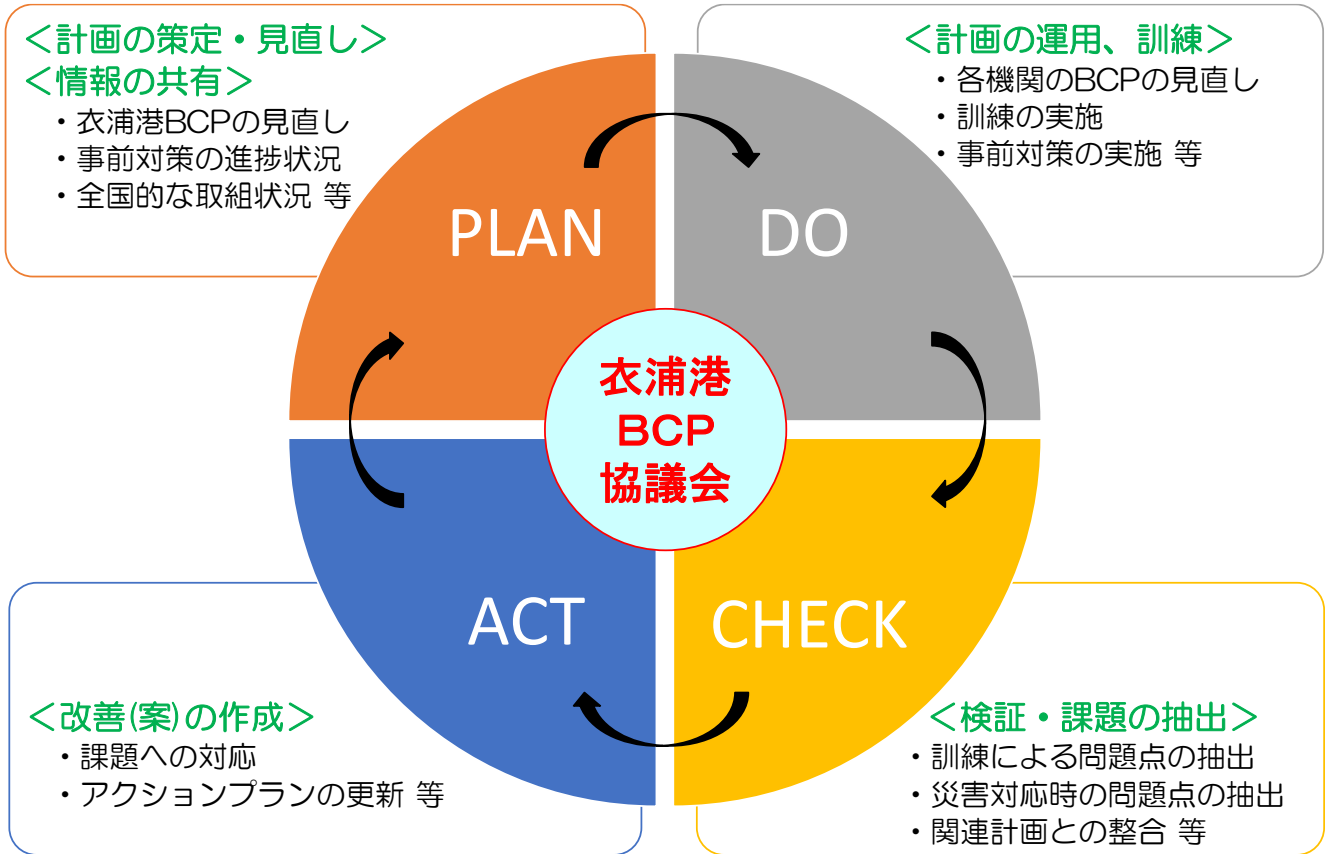 ＜計画の策定・見直し＞
＜情報の共有＞
・衣浦港BCPの見直し
・事前対策の進捗状況
・全国的な取組状況 等
PLAN
＜計画の運用、訓練＞
・各機関のBCPの見直し
・訓練の実施
・事前対策の実施 等
DO
衣浦港
BCP
協議会
ACT
＜改善(案)の作成＞
・課題への対応
・アクションプランの更新 等
CHECK
＜検証・課題の抽出＞
・訓練による問題点の抽出
・災害対応時の問題点の抽出
・関連計画との整合 等